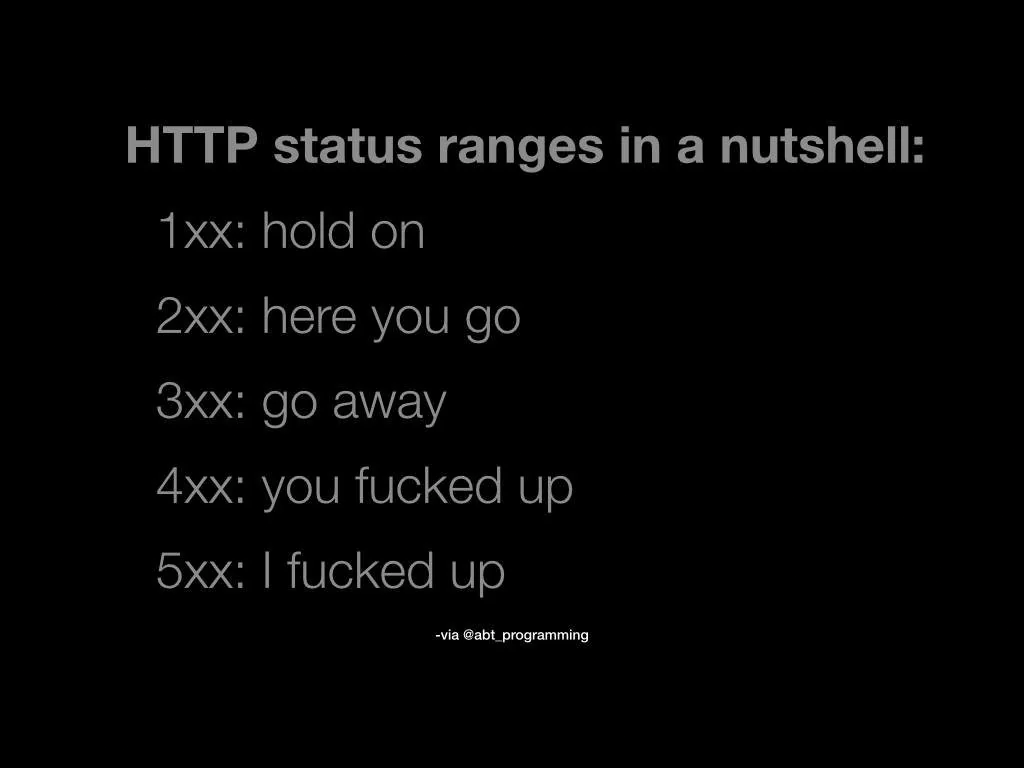 HTTP status ranges in a nutshell:
1xx: hold on
2xx: here you go
3xx: go away
4xx: you fucked up
5xx: I fucked up
-via @abt_programming